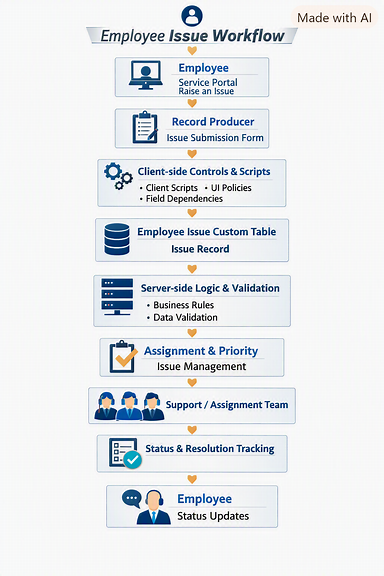 Made with AI
Employee Issue Workflow
Employee
Service Portal
Raise an Issue
Record Producer
Issue Submission Form
Client-side Controls & Scripts
• Client Scripts • UI Policies
• Field Dependencies
Employee Issue Custom Table
Issue Record
Server-side Logic & Validation
• Business Rules
• Data Validation
Assignment & Priority
Issue Management
Support / Assignment Team
Status & Resolution Tracking
Employee
Status Updates